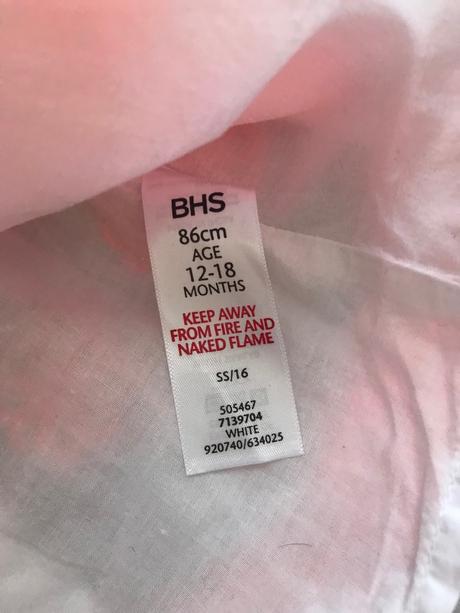 BHS
86cm
AGE
12-18
MONTHS
KEEP AWAY
FROM FIRE AND
NAKED FLAME
SS/16
505467
7139704
WHITE
920740/634025